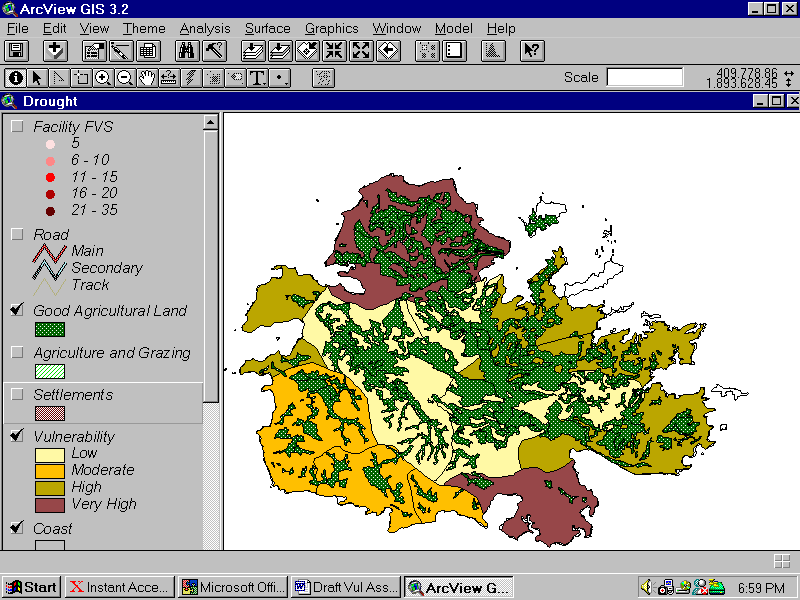 ArcView GIS 3.2
File Edit View Theme Analysis Surface Graphics Window Model Help
Scale 409,778.86
1,893,628.45
Drought
Facility FVS
5
6 - 10
11 - 15
16 - 20
21 - 35
Road
Main
Secondary
Track
Good Agricultural Land
Agriculture and Grazing
Settlements
Vulnerability
Low
Moderate
High
Very High
Coast
Start Instant Acce... Microsoft Offi... Draft Vul Ass... ArcView G... 6:59 PM